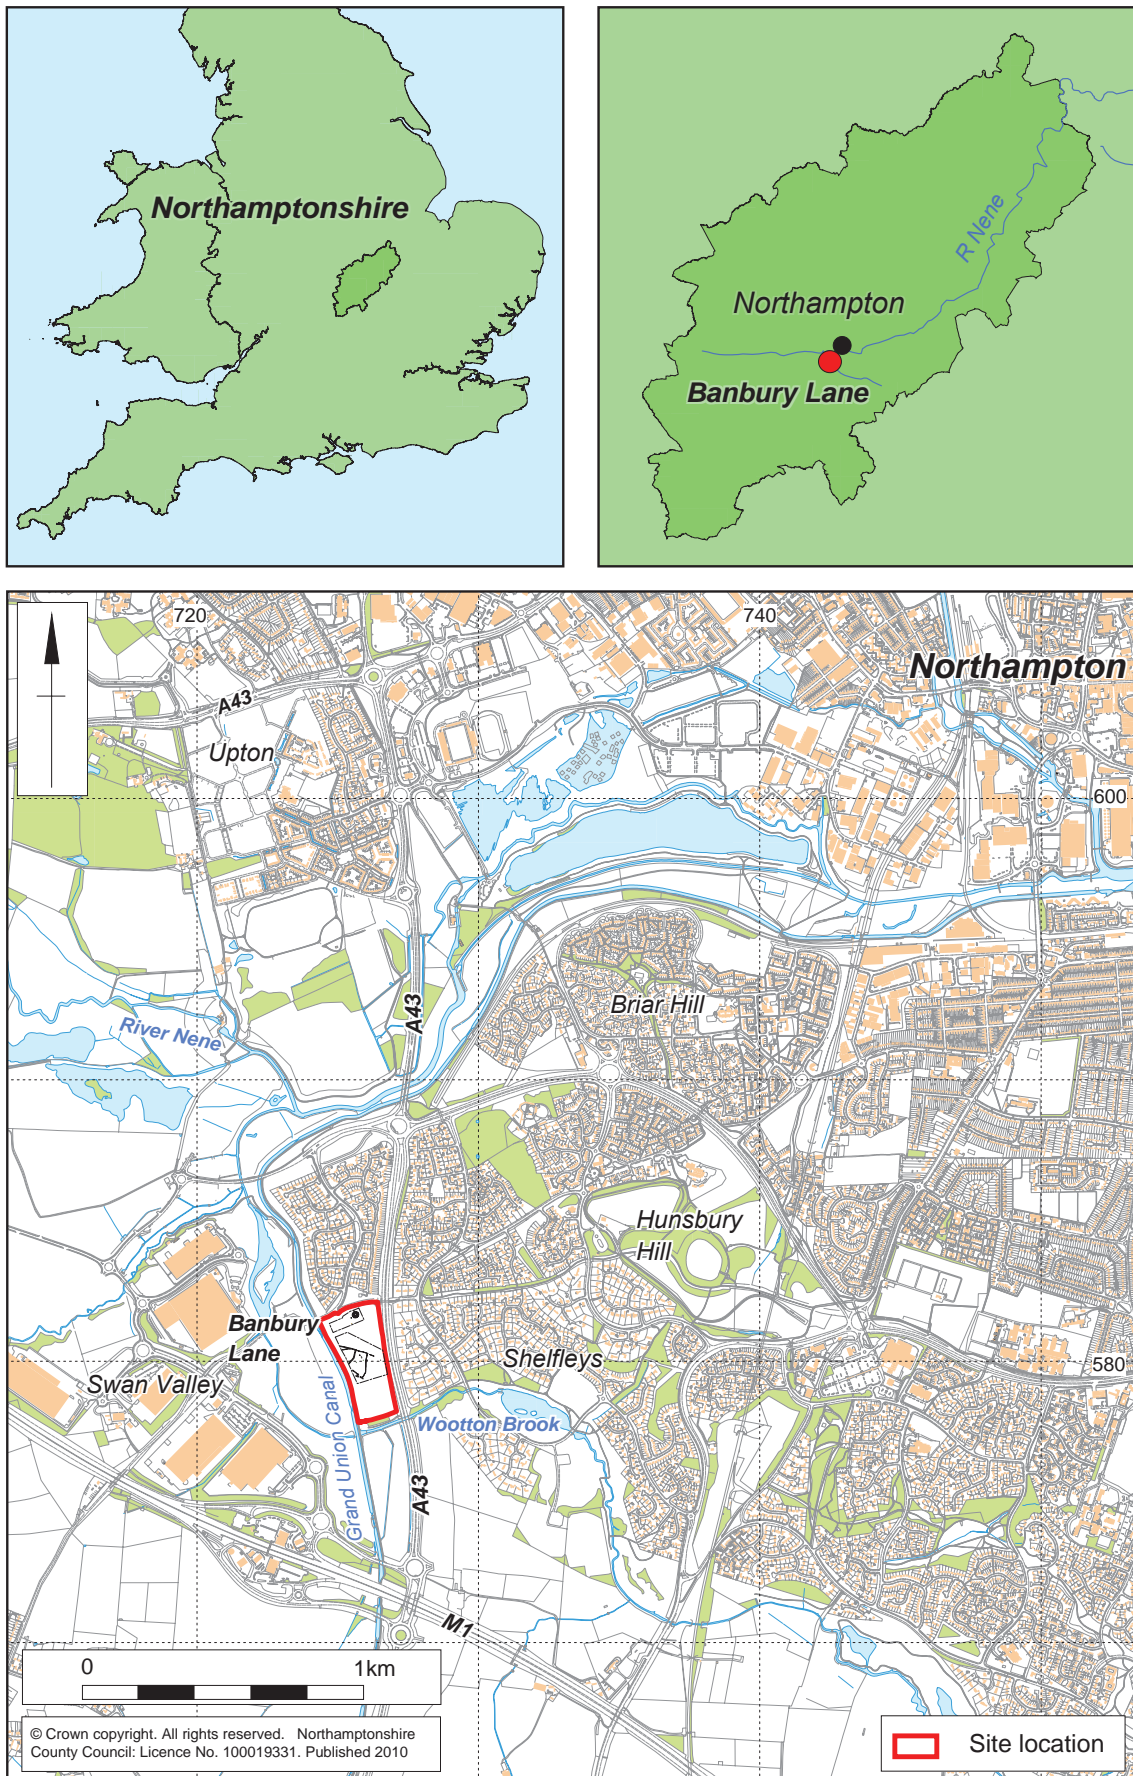 Northamptonshire
R Nene
Northampton
Banbury Lane
720
740
Northampton
A43
Upton
600
River Nene
A43
Briar Hill
Hunsbury
Hill
Banbury
Lane
Swan Valley
Shelfleys
580
Grand Union Canal
Wootton Brook
A43
M1
0
1km
© Crown copyright. All rights reserved. Northamptonshire
County Council: Licence No. 100019331. Published 2010
Site location